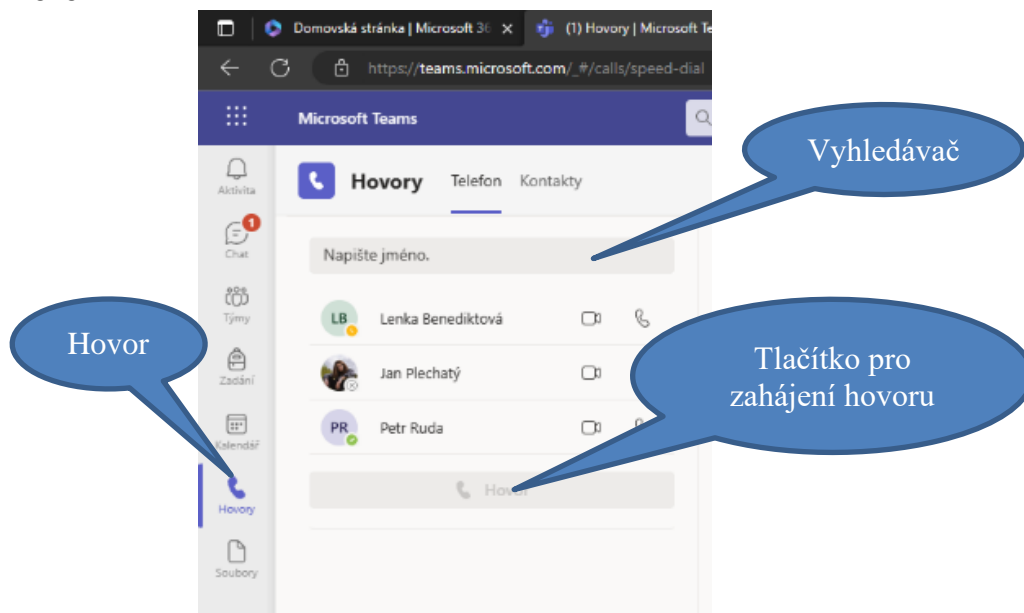 Domovská stránka | Microsoft 36
(1) Hovory | Microsoft Te
https://teams.microsoft.com/_#/calls/speed-dial
Microsoft Teams
Vyhledávač
Aktivita
Hovory Telefon Kontakty
1
Chat
Napište jméno.
Týmy
LB Lenka Benediktová
Hovor
Zadání
Jan Plechatý
Tlačítko pro
zahájení hovoru
Kalendář
PR Petr Ruda
Hovor
Hovory
Soubory